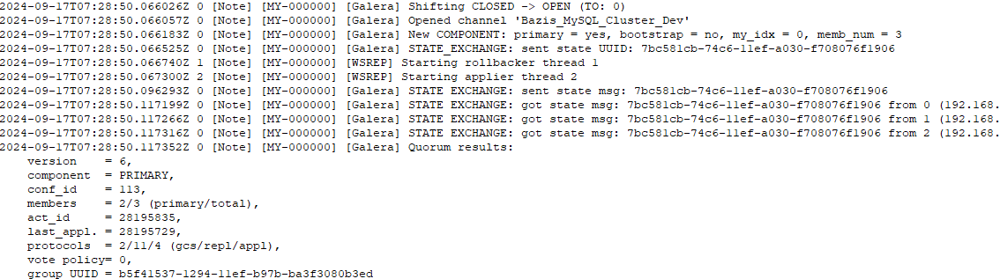 2024-09-17T07:28:50.066026Z 0 [Note] [MY-000000] [Galera] Shifting CLOSED -> OPEN (TO: 0)
2024-09-17T07:28:50.066057Z 0 [Note] [MY-000000] [Galera] Opened channel 'Bazis_MySQL_Cluster_Dev'
2024-09-17T07:28:50.066183Z 0 [Note] [MY-000000] [Galera] New COMPONENT: primary = yes, bootstrap = no, my_idx = 0, memb_num = 3
2024-09-17T07:28:50.066525Z 0 [Note] [MY-000000] [Galera] STATE_EXCHANGE: sent state UUID: 7bc581cb-74c6-11ef-a030-f708076f1906
2024-09-17T07:28:50.066740Z 1 [Note] [MY-000000] [WSREP] Starting rollbacker thread 1
2024-09-17T07:28:50.067300Z 2 [Note] [MY-000000] [WSREP] Starting applier thread 2
2024-09-17T07:28:50.096293Z 0 [Note] [MY-000000] [Galera] STATE EXCHANGE: sent state msg: 7bc581cb-74c6-11ef-a030-f708076f1906
2024-09-17T07:28:50.117199Z 0 [Note] [MY-000000] [Galera] STATE EXCHANGE: got state msg: 7bc581cb-74c6-11ef-a030-f708076f1906 from 0 (192.168.
2024-09-17T07:28:50.117266Z 0 [Note] [MY-000000] [Galera] STATE EXCHANGE: got state msg: 7bc581cb-74c6-11ef-a030-f708076f1906 from 1 (192.168.
2024-09-17T07:28:50.117316Z 0 [Note] [MY-000000] [Galera] STATE EXCHANGE: got state msg: 7bc581cb-74c6-11ef-a030-f708076f1906 from 2 (192.168.
2024-09-17T07:28:50.117352Z 0 [Note] [MY-000000] [Galera] Quorum results:
version    = 6,
component  = PRIMARY,
conf_id    = 113,
members    = 2/3 (primary/total),
act_id     = 28195835,
last_appl. = 28195729,
protocols  = 2/11/4 (gcs/repl/appl),
vote policy= 0,
group UUID = b5f41537-1294-11ef-b97b-ba3f3080b3ed